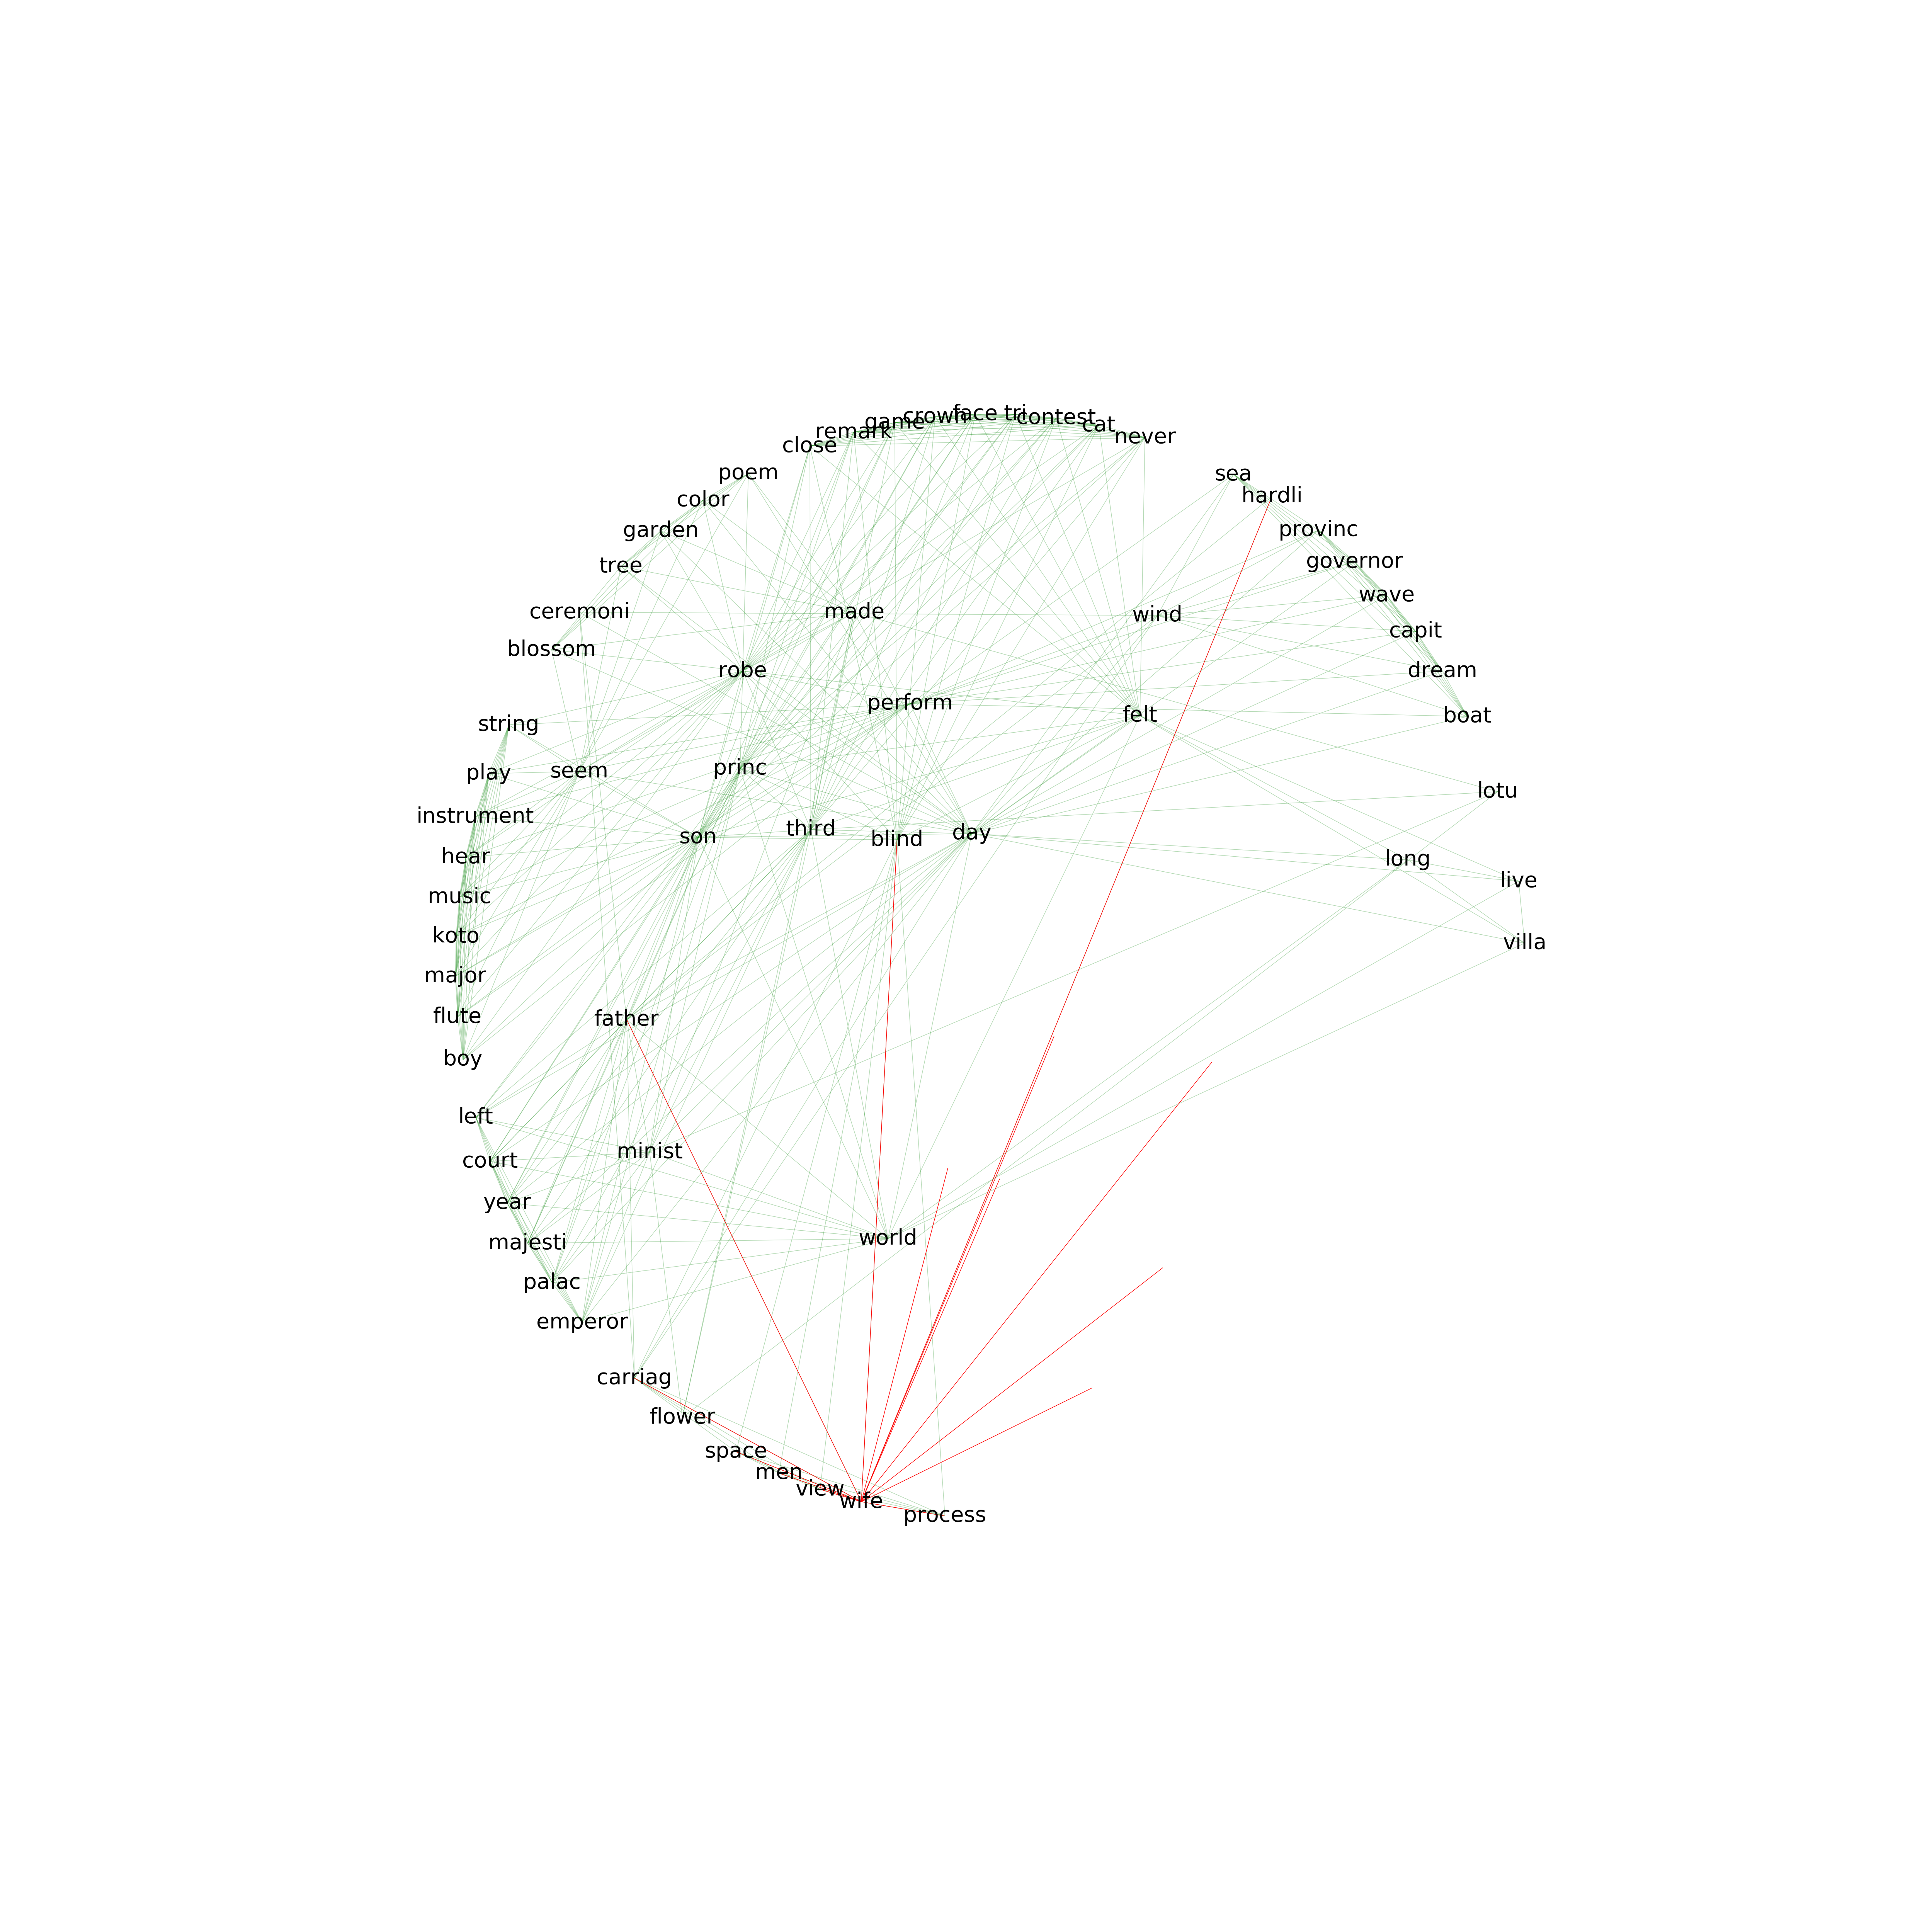 face
tri
crown
contest
game
cat
remark
never
close
poem
sea
hardli
color
garden
provinc
governor
tree
wave
ceremoni
made
wind
capit
blossom
robe
dream
perform
felt
boat
string
princ
seem
play
lotu
instrument
third
day
son
blind
hear
long
live
music
koto
villa
major
flute
father
boy
left
minist
court
year
world
majesti
palac
emperor
carriag
flower
space
men
view
wife
process